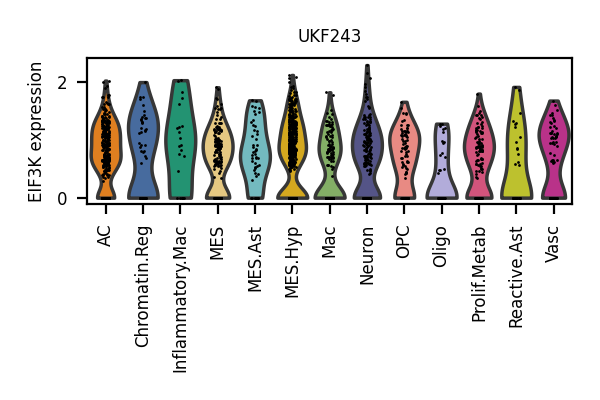 UKF243
EIF3K expression
2
0
AC
Chromatin.Reg
Inflammatory.Mac
MES
MES.Ast
MES.Hyp
Mac
Neuron
OPC
Oligo
Prolif.Metab
Reactive.Ast
Vasc